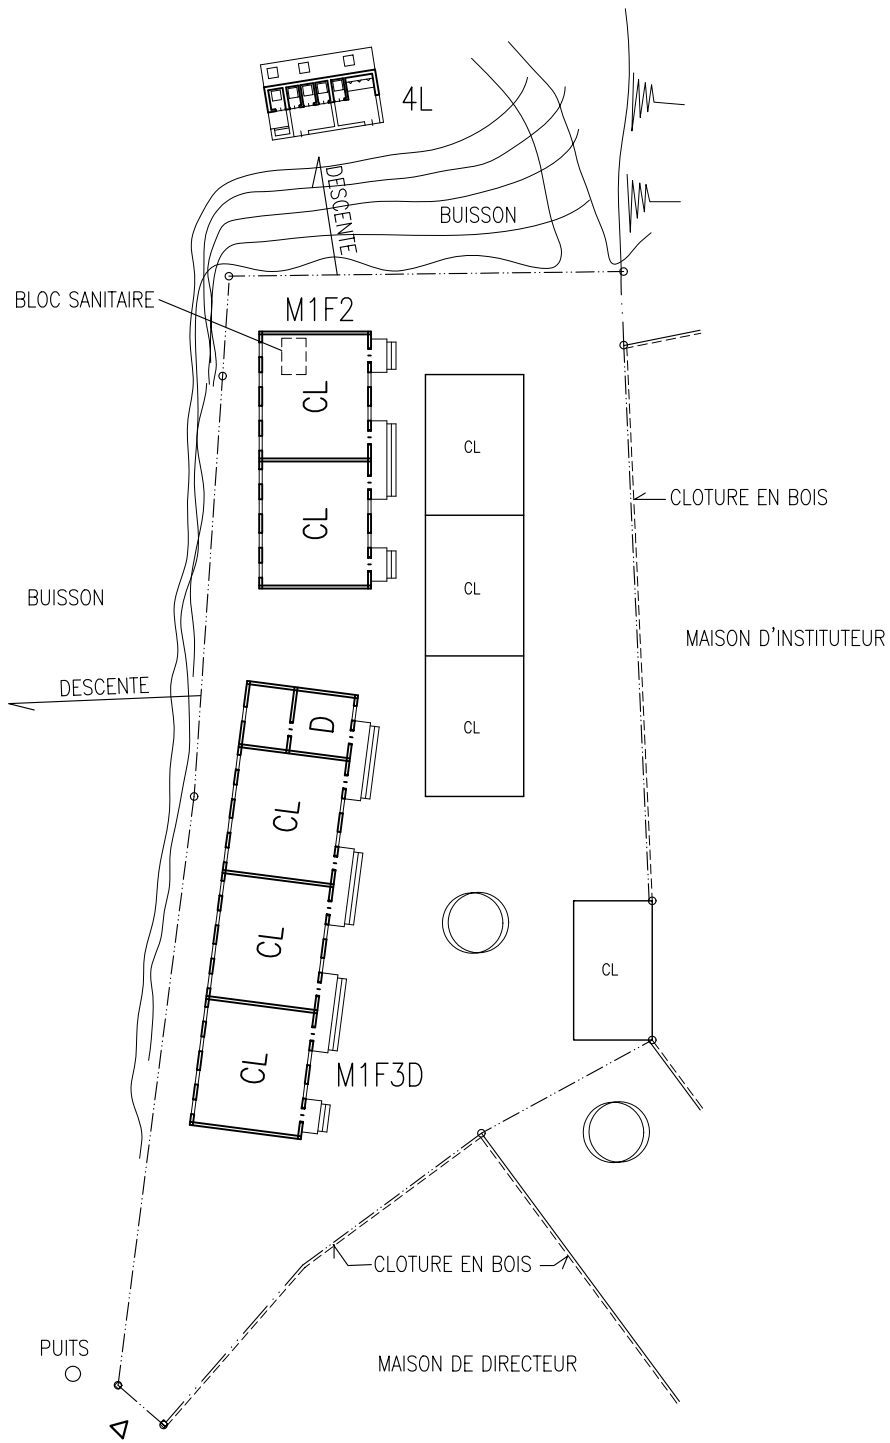 4L
DESCENTE
BUISSON
BLOC SANITAIRE
M1F2
CL
CL
CL
CLOTURE EN BOIS
CL
BUISSON
MAISON D'INSTITUTEUR
DESCENTE
D
CL
CL
CL
CL
CL
CL
M1F3D
CLOTURE EN BOIS
PUITS
MAISON DE DIRECTEUR